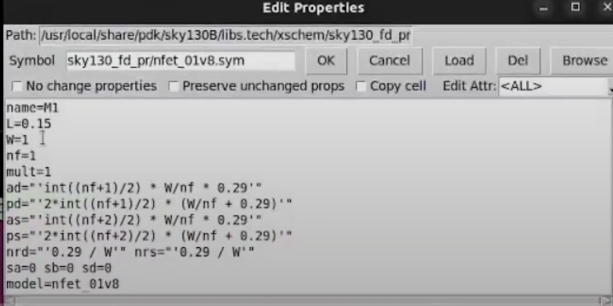 Edit Properties
Path: /usr/local/share/pdk/sky130B/libs.tech/xschem/sky130_fd_pr
Symbol sky130_fd_pr/nfet_01v8.sym OK Cancel Load Del Browse
No change properties Preserve unchanged props Copy cell Edit Attr: <ALL>
name=M1
L=0.15
W=1
nf=1
mult=1
ad="'int((nf+1)/2) * W/nf * 0.29'"
pd="'2*int((nf+1)/2) * (W/nf + 0.29)'"
as="'int((nf+2)/2) * W/nf * 0.29'"
ps="'2*int((nf+2)/2) * (W/nf + 0.29)'"
nrd="'0.29 / W'" nrs="'0.29 / W'"
sa=0 sb=0 sd=0
model=nfet_01v8